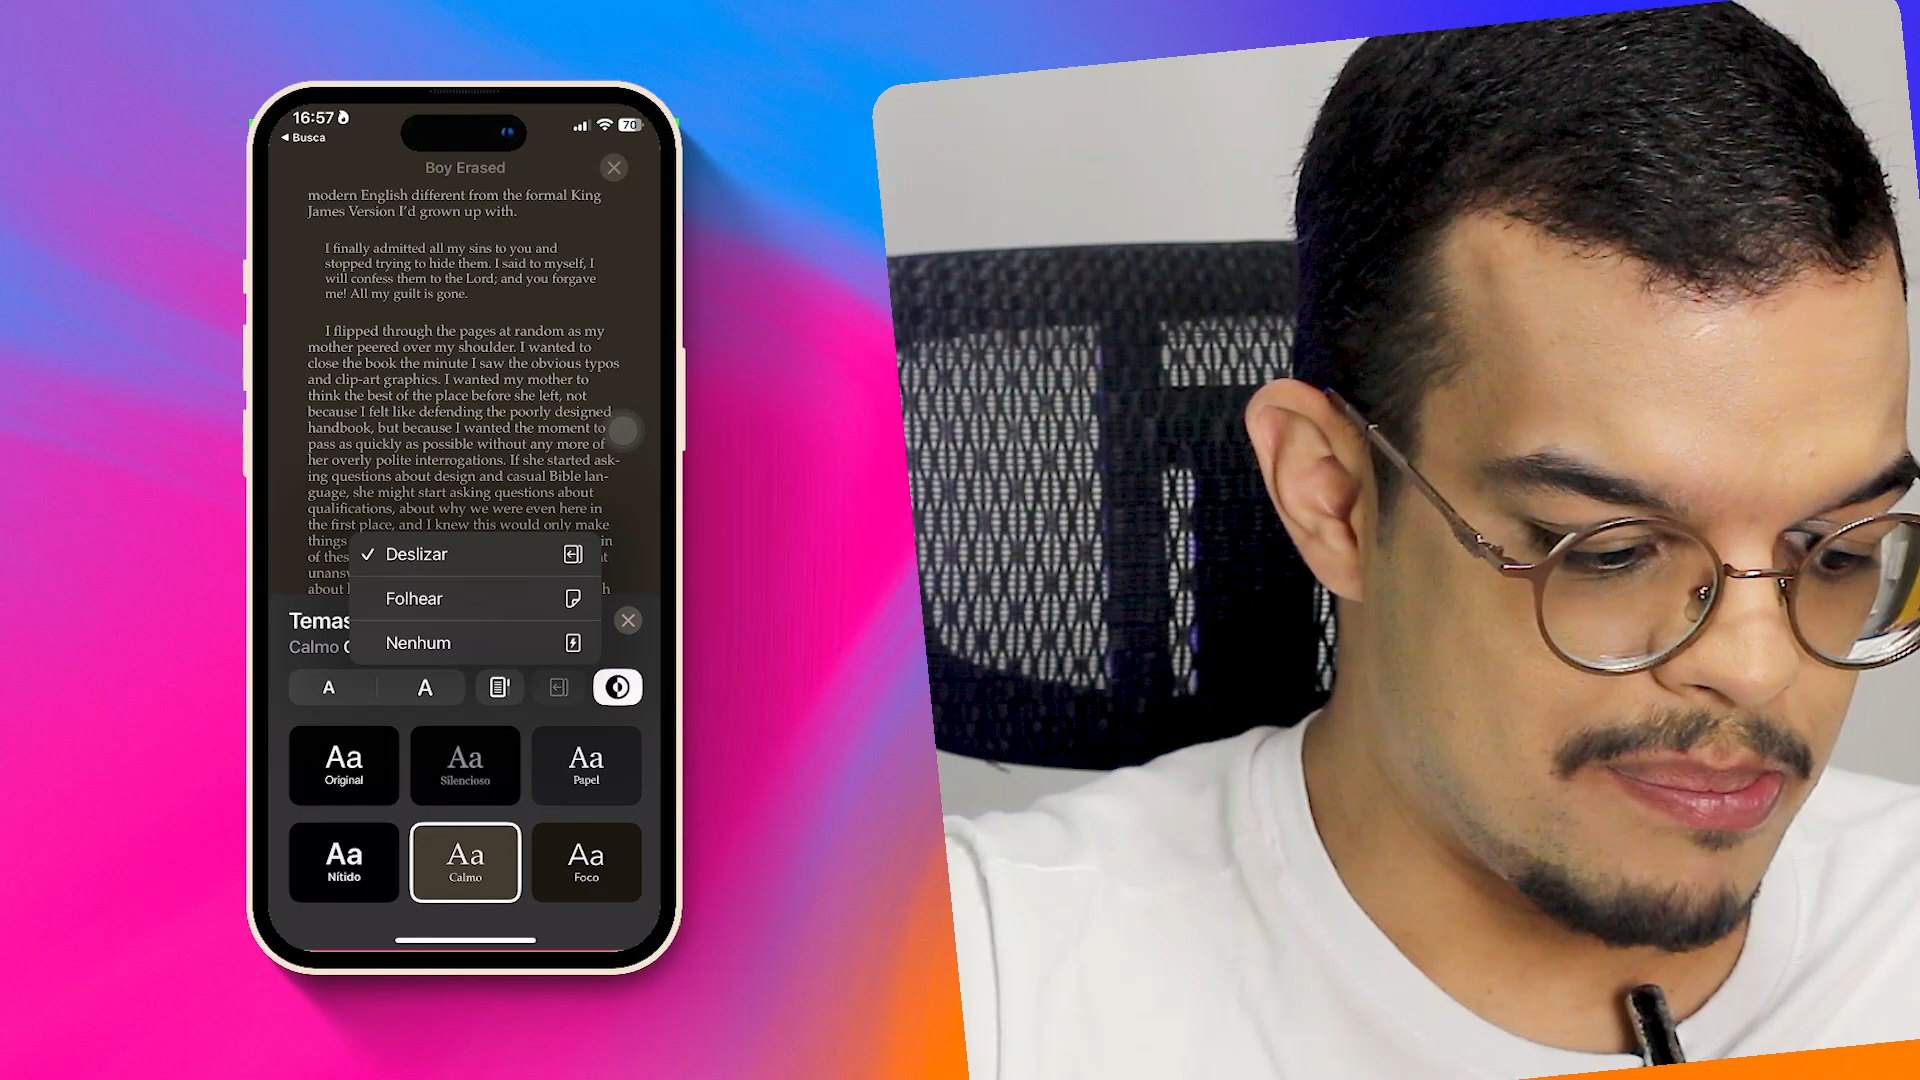 16:57
Busca
70
Boy Erased
modern English different from the formal King
James Version I'd grown up with.
I finally admitted all my sins to you and
stopped trying to hide them. I said to myself, I
will confess them to the Lord; and you forgave
me! All my guilt is gone.
I flipped through the pages at random as my
mother peered over my shoulder. I wanted to
close the book the minute I saw the obvious typos
and clip-art graphics. I wanted my mother to
think the best of the place before she left, not
because I felt like defending the poorly designed
handbook, but because I wanted the moment to
pass as quickly as possible without any more of
her overly polite interrogations. If she started ask-
ing questions about design and casual Bible lan-
guage, she might start asking questions about
qualifications, about why we were even here in
the first place, and I knew this would only make
things in
of
about
Deslizar
Folhear
Nenhum
Temas
Calmo
A A
Aa Aa Aa
Original Silencioso Papel
Aa Aa Aa
Nítido Calmo Foco